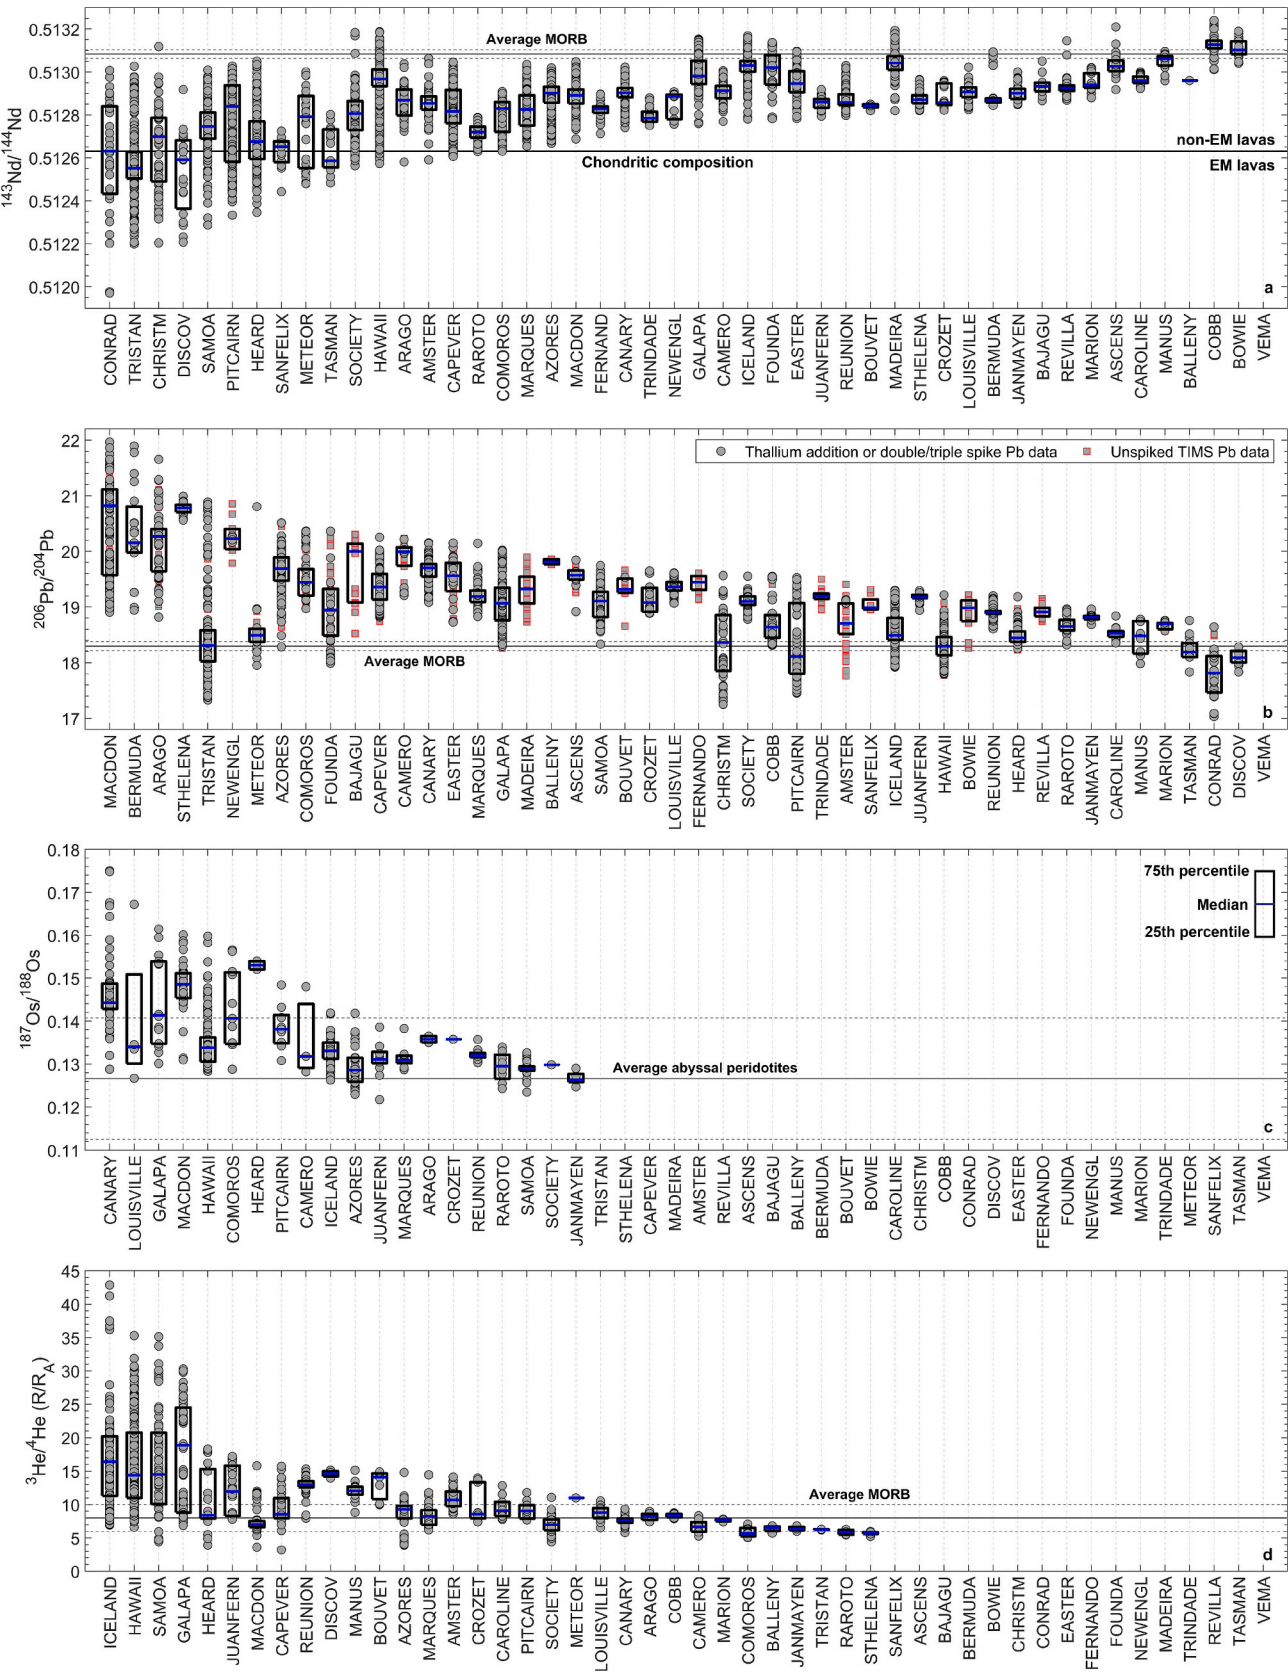 0.5132
0.5130
0.5128
0.5126
0.5124
0.5122
0.5120
143Nd/144Nd
Average MORB
Chondritic composition
non-EM lavas
EM lavas
a
CONRAD
TRISTAN
CHRISTM
DISCOV
SAMOA
PITCAIRN
HEARD
SANFELIX
METEOR
TASMAN
SOCIETY
HAWAII
ARAGO
AMSTER
CAPEVER
RAROTO
COMOROS
MARQUES
AZORES
MACDON
FERNAND
CANARY
TRINDADE
NEWENGL
GALAPA
CAMERO
ICELAND
FOUNDA
EASTER
JUANFERN
REUNION
BOUVET
MADEIRA
STHELENA
CROZET
LOUISVILLE
BERMUDA
JANMAYEN
BAJAGU
REVILLA
MARION
ASCENS
CAROLINE
MANUS
BALLENY
COBB
BOWIE
VEMA
22
21
20
19
18
17
206Pb/204Pb
Thallium addition or double/triple spike Pb data
Unspiked TIMS Pb data
Average MORB
b
MACDON
BERMUDA
ARAGO
STHELENA
TRISTAN
NEWENGL
METEOR
AZORES
COMOROS
FOUNDA
BAJAGU
CAPEVER
CAMERO
CANARY
EASTER
MARQUES
GALAPA
MADEIRA
BALLENY
ASCENS
SAMOA
BOUVET
CROZET
LOUISVILLE
FERNANDO
CHRISTM
SOCIETY
COBB
PITCAIRN
TRINDADE
AMSTER
SANFELIX
ICELAND
JUANFERN
HAWAII
BOWIE
REUNION
HEARD
REVILLA
RAROTO
JANMAYEN
CAROLINE
MANUS
MARION
TASMAN
CONRAD
DISCOV
VEMA
0.18
0.17
0.16
0.15
0.14
0.13
0.12
0.11
187Os/188Os
75th percentile
Median
25th percentile
Average abyssal peridotites
c
CANARY
LOUISVILLE
GALAPA
MACDON
HAWAII
COMOROS
HEARD
PITCAIRN
CAMERO
ICELAND
AZORES
JUANFERN
MARQUES
ARAGO
CROZET
REUNION
RAROTO
SAMOA
SOCIETY
JANMAYEN
TRISTAN
STHELENA
CAPEVER
MADEIRA
AMSTER
REVILLA
ASCENS
BAJAGU
BALLENY
BERMUDA
BOUVET
BOWIE
CAROLINE
CHRISTM
COBB
CONRAD
DISCOV
EASTER
FERNANDO
FOUNDA
NEWENGL
MANUS
MARION
TRINDADE
METEOR
SANFELIX
TASMAN
VEMA
45
40
35
30
25
20
15
10
5
0
3He/4He (R/RA)
Average MORB
d
ICELAND
HAWAII
SAMOA
GALAPA
HEARD
JUANFERN
MACDON
CAPEVER
REUNION
DISCOV
MANUS
BOUVET
AZORES
MARQUES
AMSTER
CROZET
CAROLINE
PITCAIRN
SOCIETY
METEOR
LOUISVILLE
CANARY
ARAGO
COBB
CAMERO
MARION
COMOROS
BALLENY
JANMAYEN
TRISTAN
RAROTO
STHELENA
SANFELIX
ASCENS
BAJAGU
BERMUDA
BOWIE
CHRISTM
CONRAD
EASTER
FERNANDO
FOUNDA
NEWENGL
MADEIRA
TRINDADE
REVILLA
TASMAN
VEMA